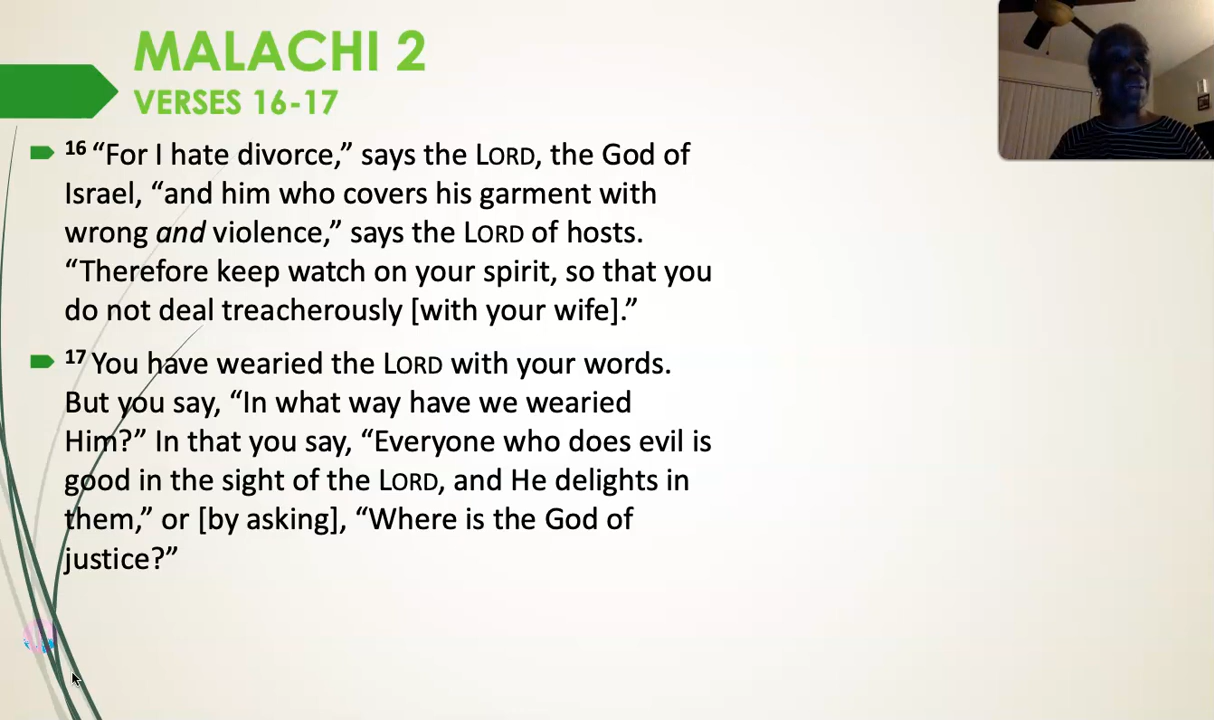 MALACHI 2
VERSES 16-17
16 “For I hate divorce,” says the LORD, the God of
Israel, “and him who covers his garment with
wrong and violence,” says the LORD of hosts.
“Therefore keep watch on your spirit, so that you
do not deal treacherously [with your wife].”
17 You have wearied the LORD with your words.
But you say, “In what way have we wearied
Him?” In that you say, “Everyone who does evil is
good in the sight of the LORD, and He delights in
them,” or [by asking], “Where is the God of
justice?”